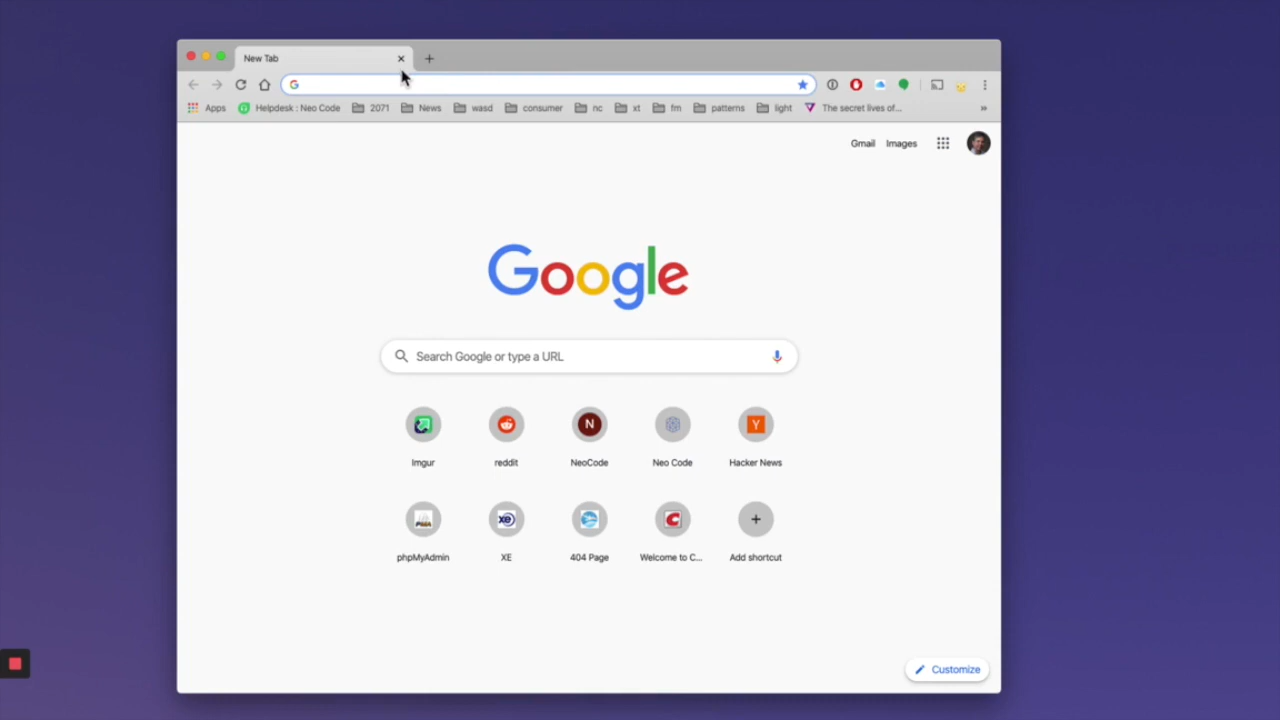 New Tab
Apps Helpdesk : Neo Code 2071 News wasd consumer nc xt fm patterns light The secret lives of... »
Gmail Images
Google
Search Google or type a URL
N Y
Imgur reddit NeoCode Neo Code Hacker News
PMA xe
phpMyAdmin XE 404 Page Welcome to C... Add shortcut
Customize